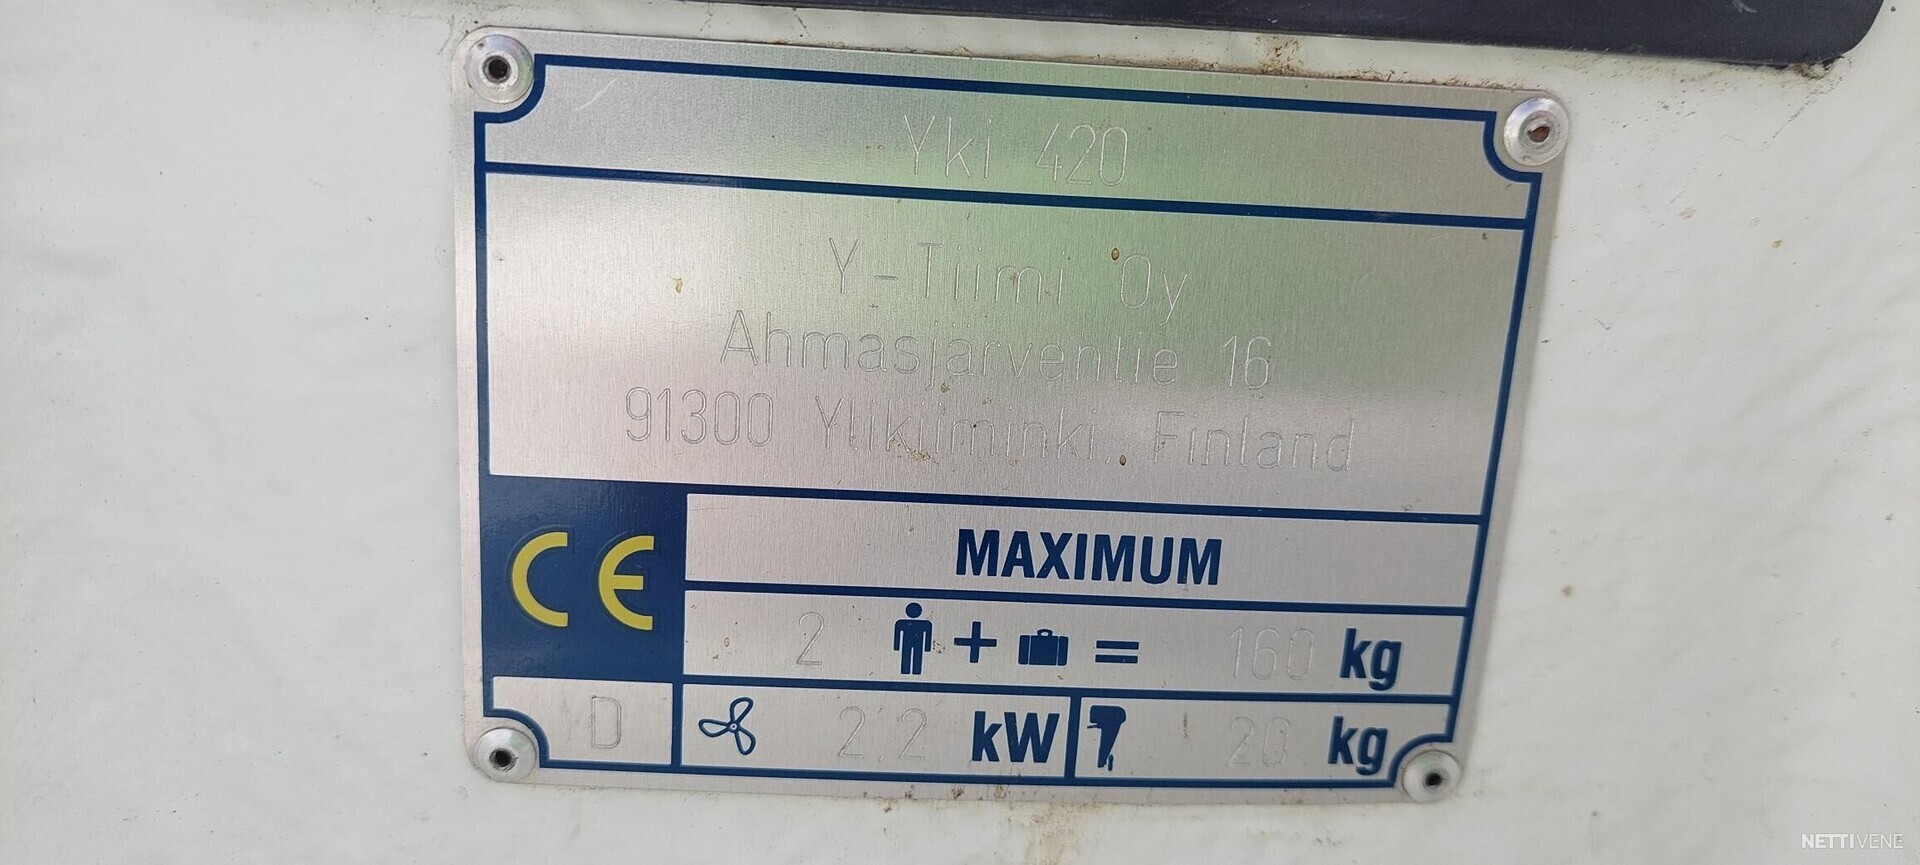 Yki 420
Y-Tiimi Oy
Ahmasjärventie 16
91300 Ylikiiminki, Finland
CE
MAXIMUM
2 + = 160 kg
D 2.2 kW 20 kg
NETTIVENE